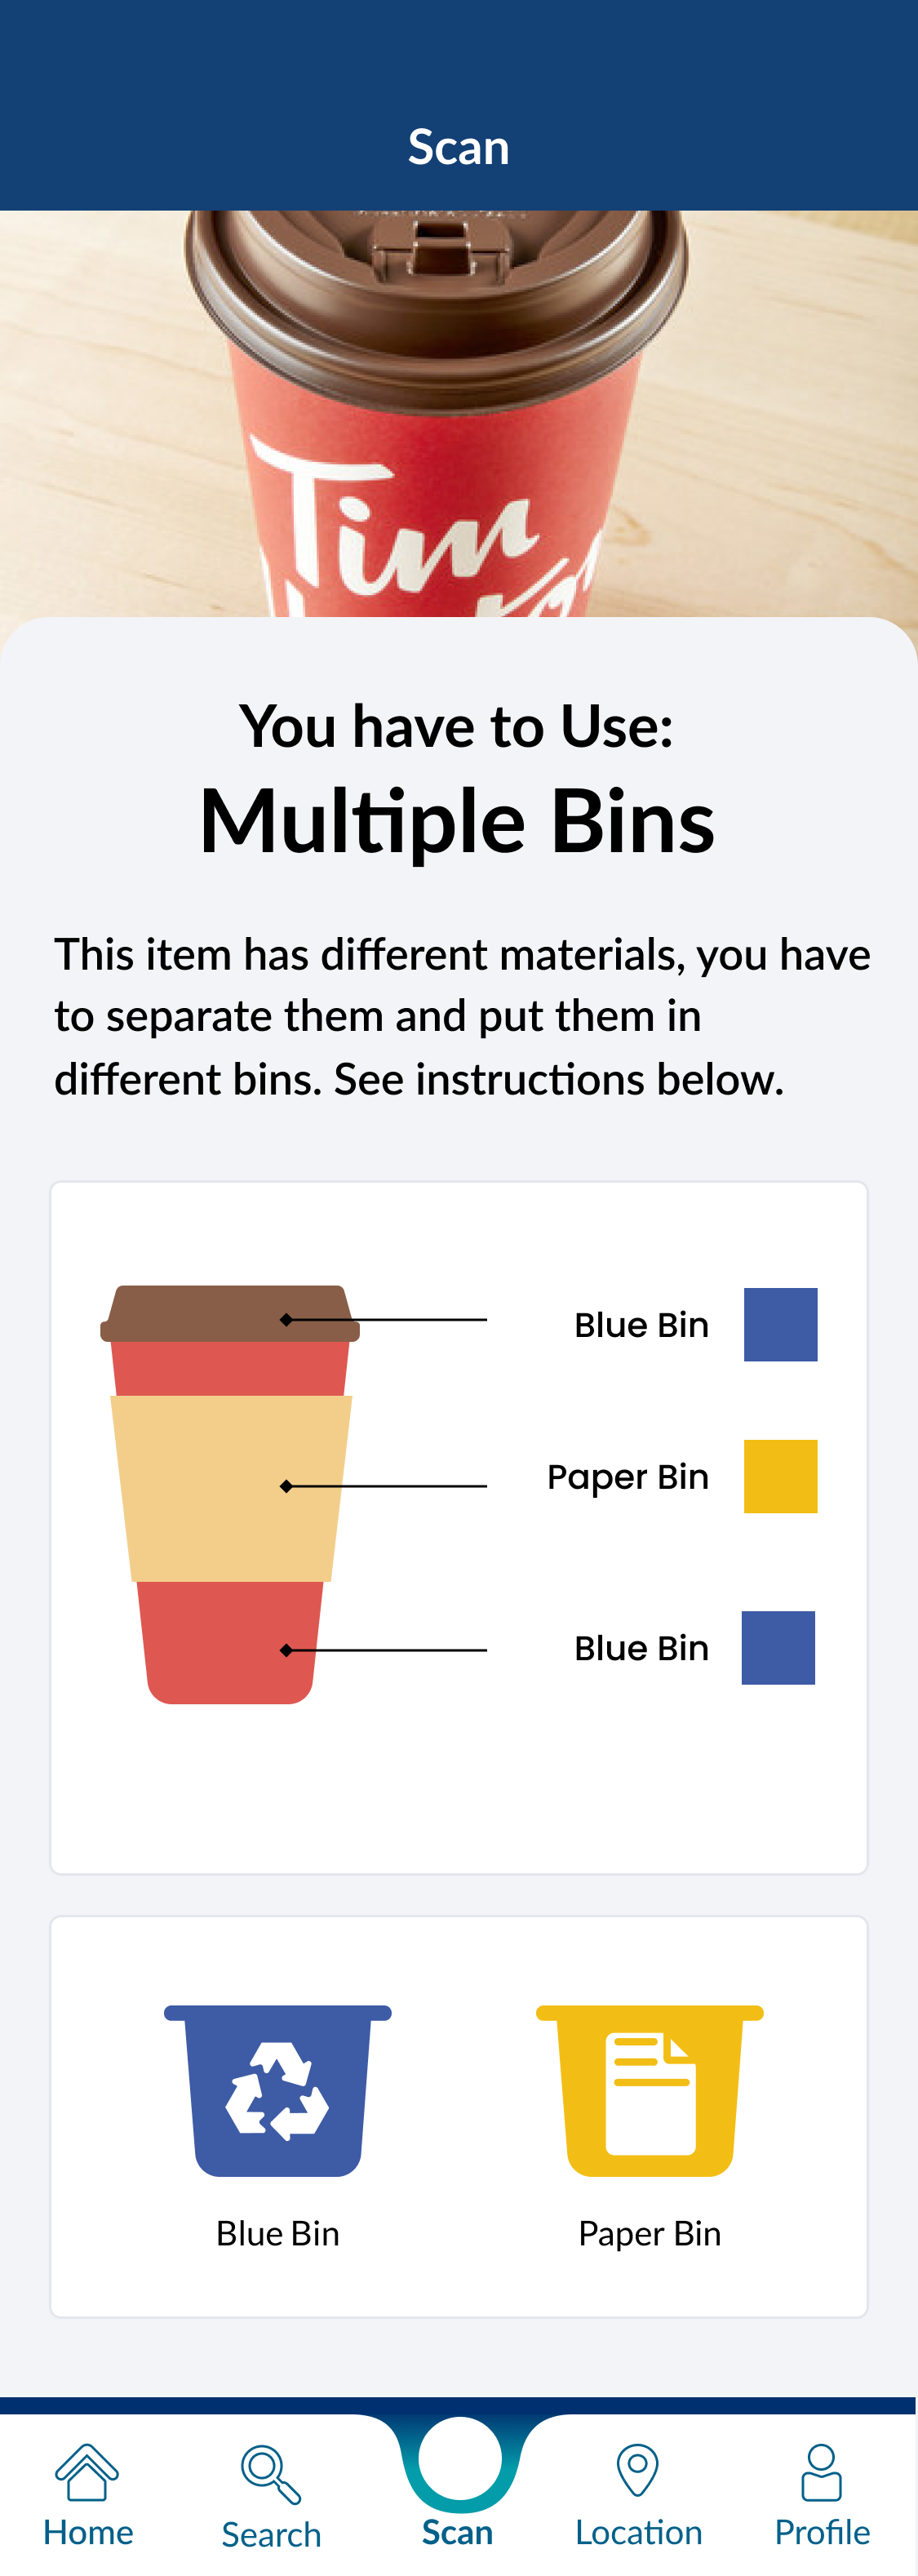 Scan
Tim
You have to Use:
Multiple Bins
This item has different materials, you have
to separate them and put them in
different bins. See instructions below.
Blue Bin
Paper Bin
Blue Bin
Blue Bin
Paper Bin
Home
Search
Scan
Location
Profile